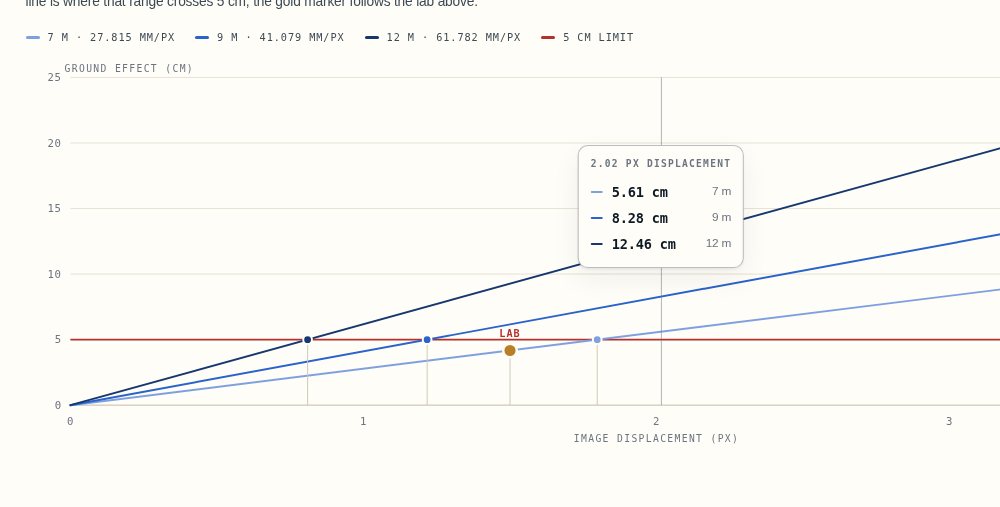 line is where that range crosses 5 cm, the gold marker follows the lab above.
7 M · 27.815 MM/PX 9 M · 41.079 MM/PX 12 M · 61.782 MM/PX 5 CM LIMIT
GROUND EFFECT (CM)
25
20
2.02 PX DISPLACEMENT
5.61 cm 7 m
15
8.28 cm 9 m
12.46 cm 12 m
10
LAB
5
0
0 1 2 3
IMAGE DISPLACEMENT (PX)